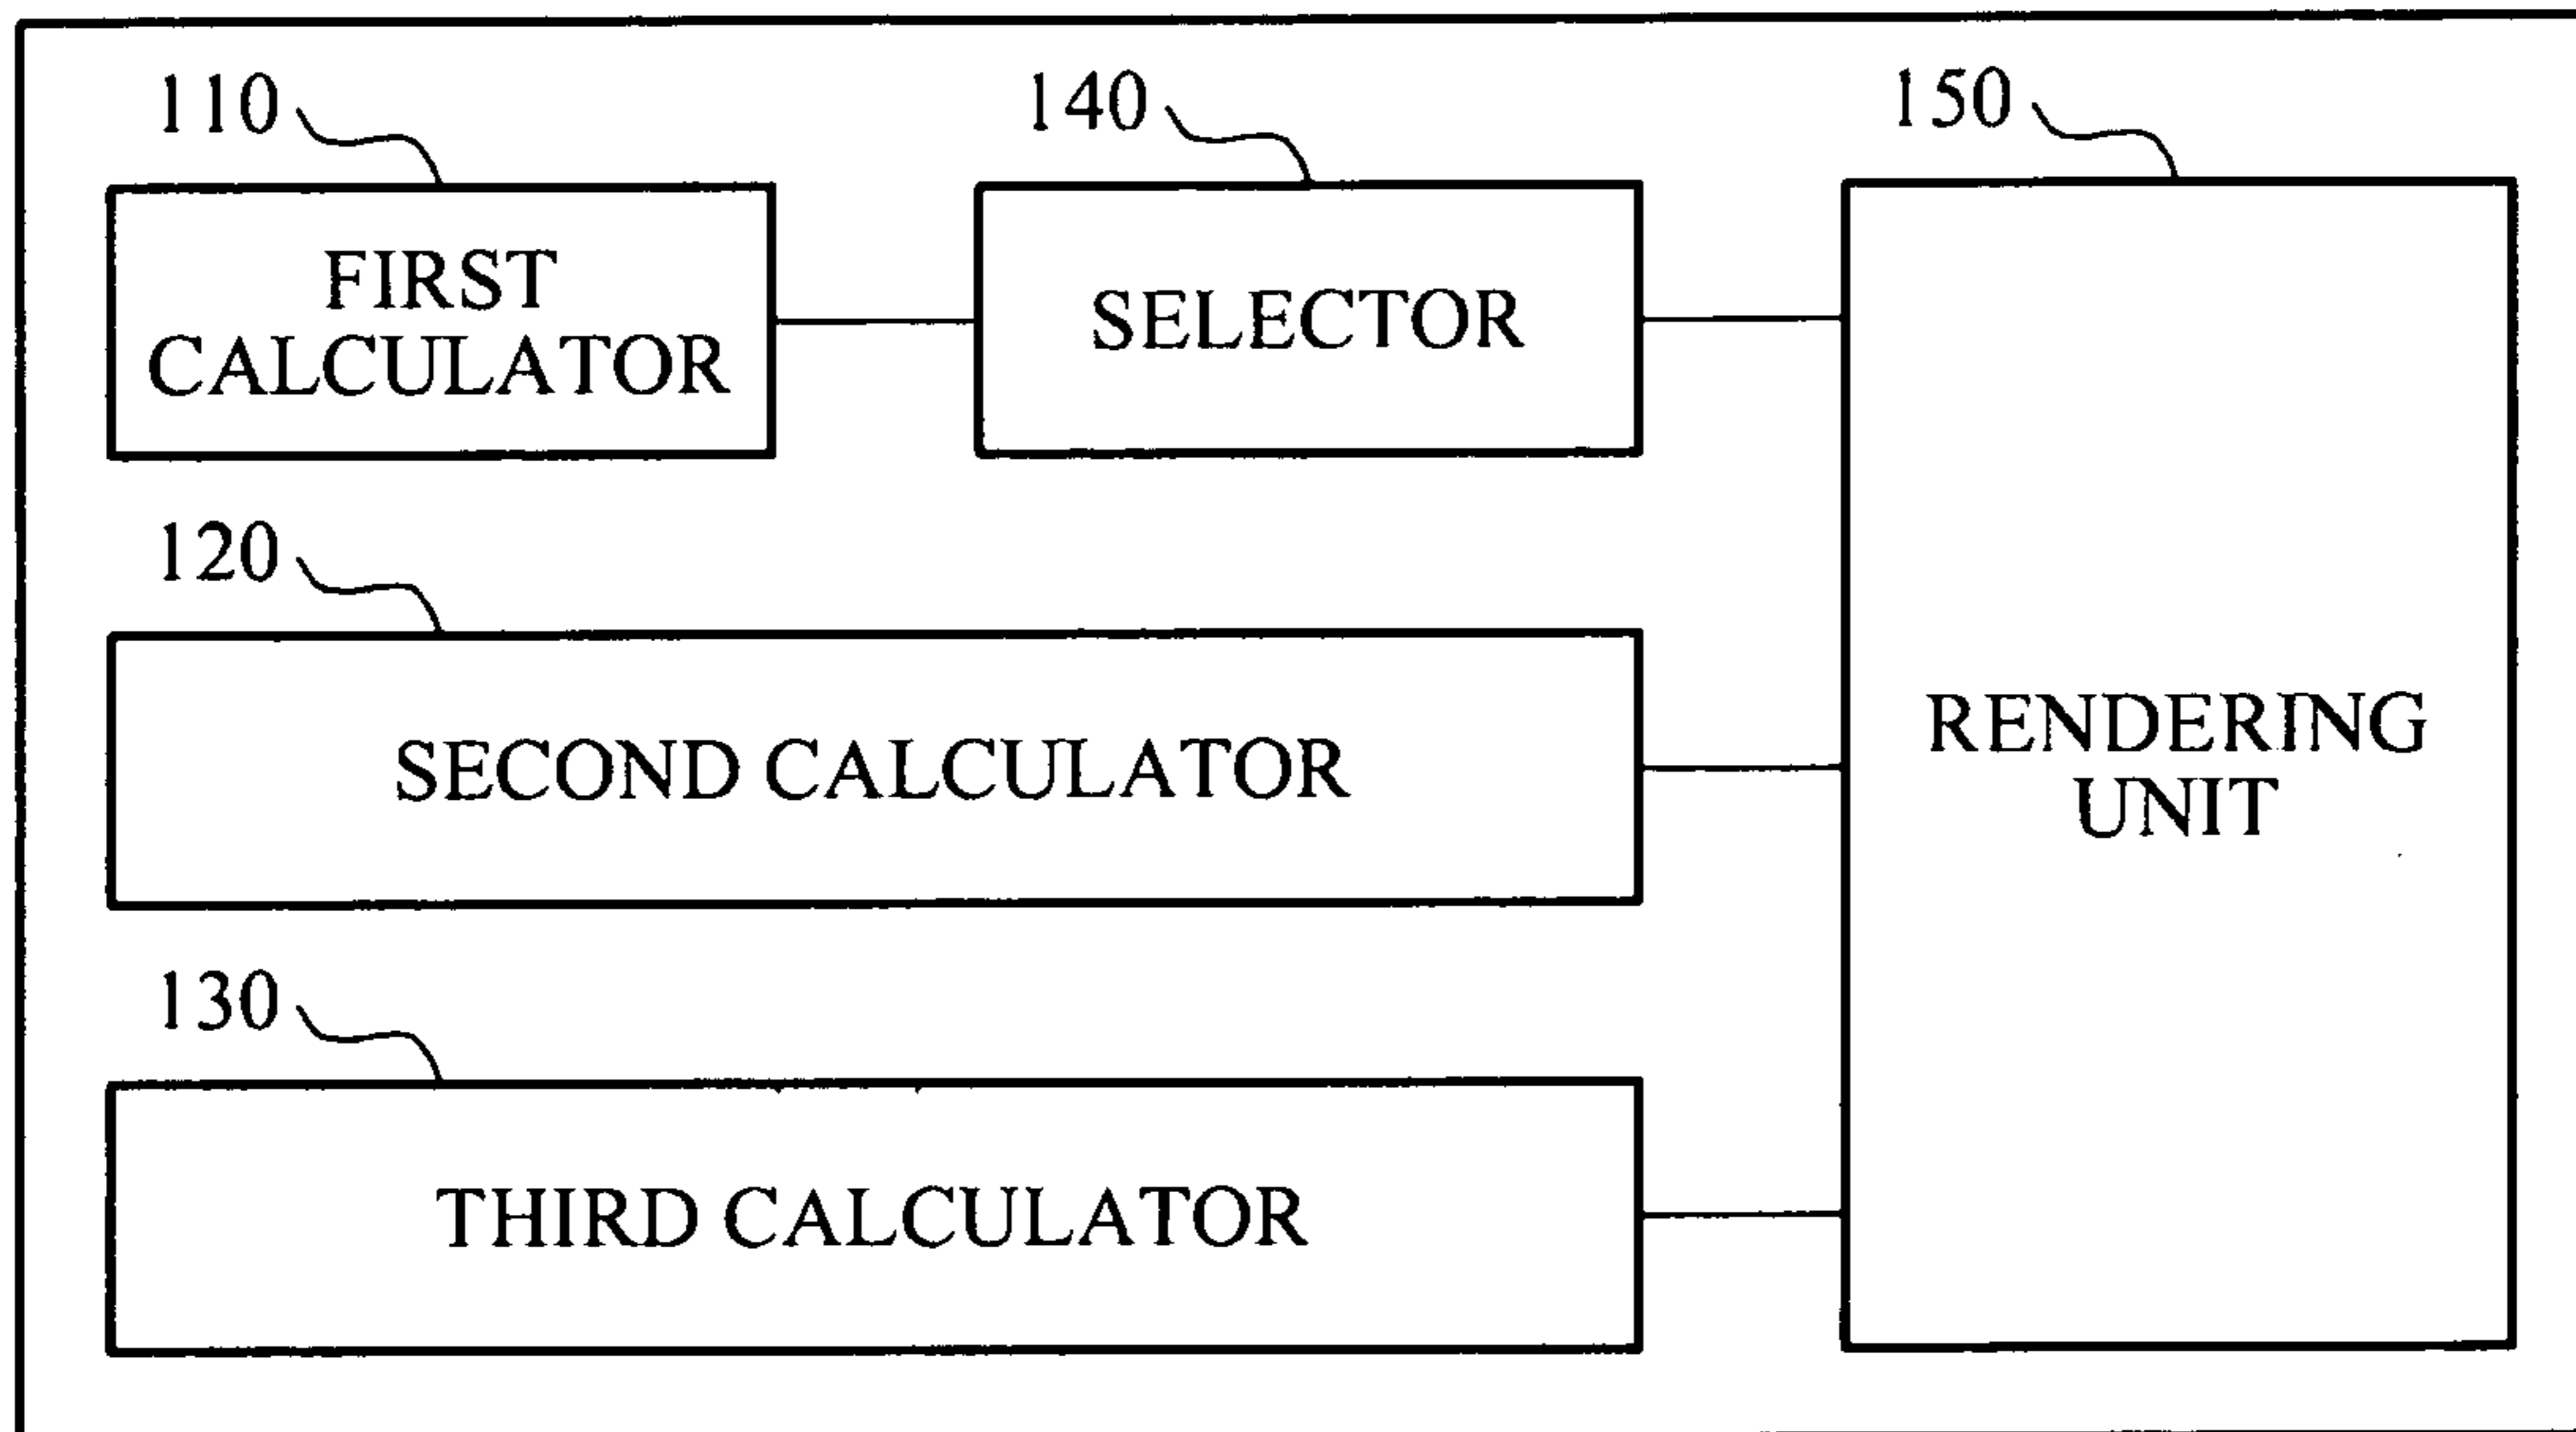 110
140
150
FIRST
CALCULATOR
SELECTOR
120
SECOND CALCULATOR
RENDERING
UNIT
130
THIRD CALCULATOR